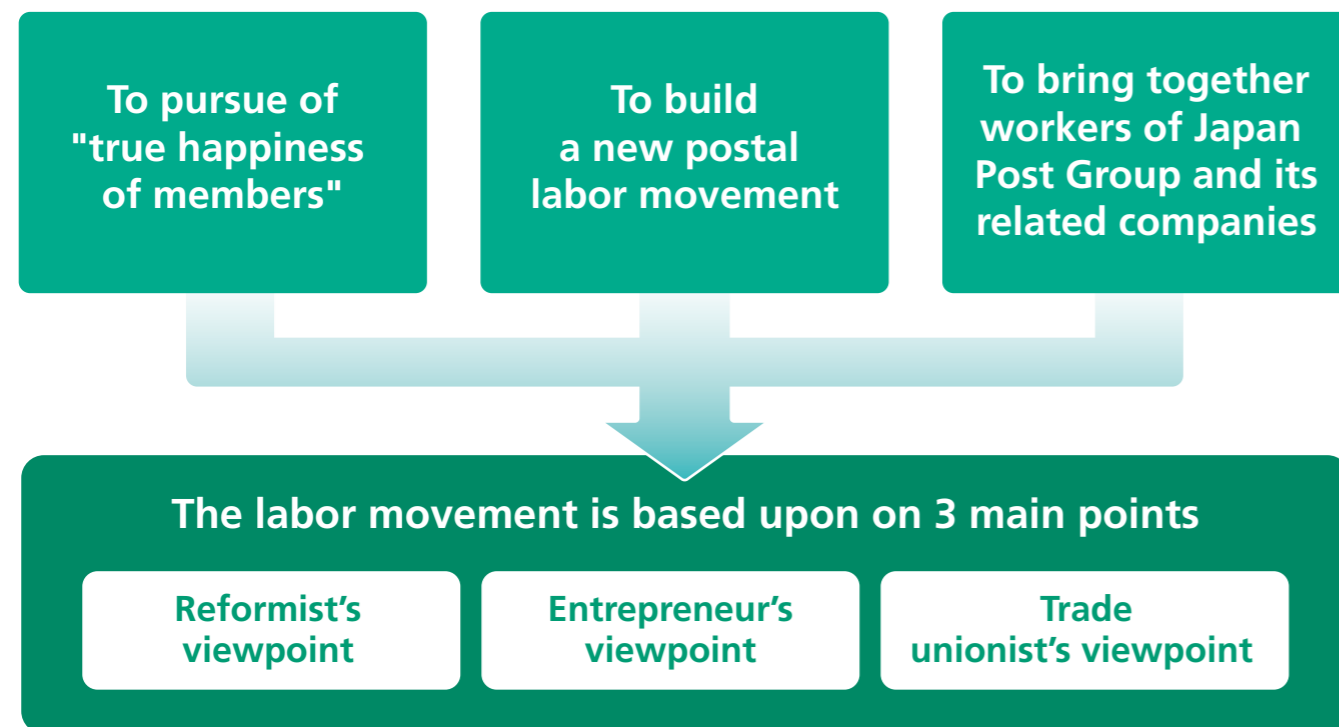 To pursue of
"true happiness
of members"
To build
a new postal
labor movement
To bring together
workers of Japan
Post Group and its
related companies
The labor movement is based upon on 3 main points
Reformist’s
viewpoint
Entrepreneur’s
viewpoint
Trade
unionist’s viewpoint